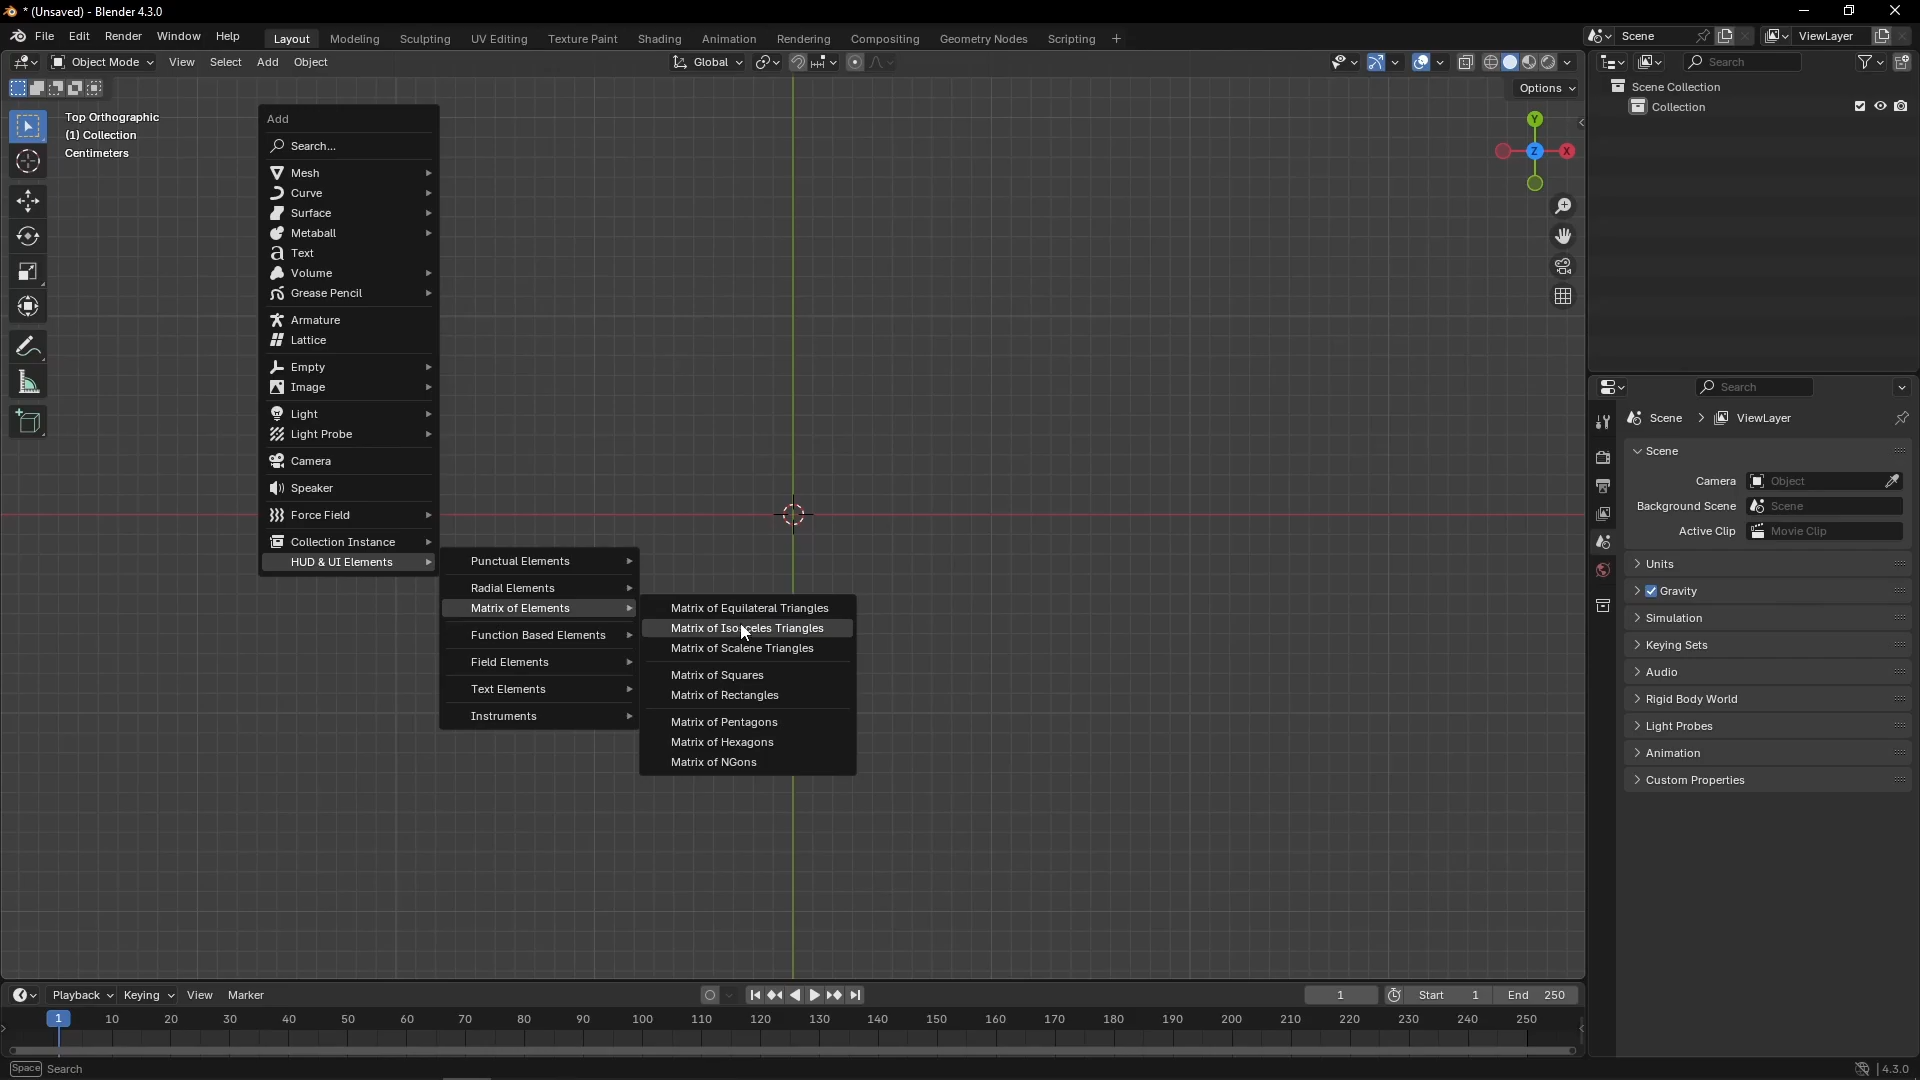 * (Unsaved) - Blender 4.3.0
File Edit Render Window Help Layout Modeling Sculpting UV Editing Texture Paint Shading Animation Rendering Compositing Geometry Nodes Scripting + Scene ViewLayer
Object Mode View Select Add Object Global Search
Options
Top Orthographic
(1) Collection
Centimeters
Y
X
Z
Add
Search...
Mesh
Curve
Surface
Metaball
Text
Volume
Grease Pencil
Armature
Lattice
Empty
Image
Light
Light Probe
Camera
Speaker
Force Field
Collection Instance
HUD & UI Elements
Punctual Elements
Radial Elements
Matrix of Elements
Function Based Elements
Field Elements
Text Elements
Instruments
Matrix of Equilateral Triangles
Matrix of Isosceles Triangles
Matrix of Scalene Triangles
Matrix of Squares
Matrix of Rectangles
Matrix of Pentagons
Matrix of Hexagons
Matrix of NGons
Scene Collection
Collection
Search
Scene ViewLayer
Scene
Camera Object
Background Scene Scene
Active Clip Movie Clip
Units
Gravity
Simulation
Keying Sets
Audio
Rigid Body World
Light Probes
Animation
Custom Properties
Playback Keying View Marker 1 Start 1 End 250
1 10 20 30 40 50 60 70 80 90 100 110 120 130 140 150 160 170 180 190 200 210 220 230 240 250
Space Search 4.3.0